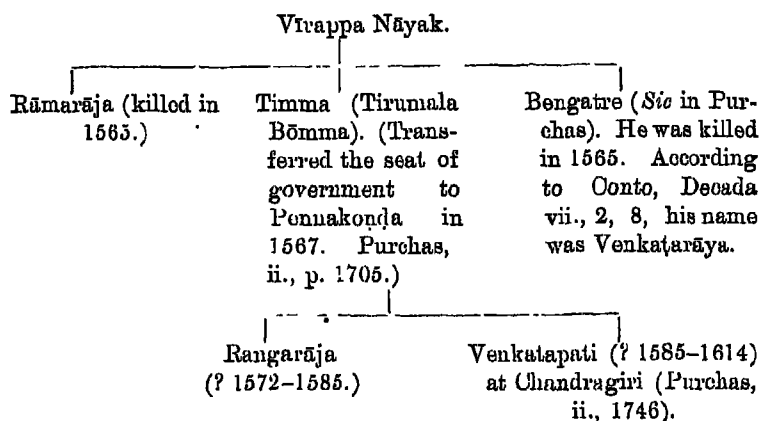 Vīrappa Nāyak.
Rāmarāja (killed in
1565.)
Timma (Tirumala
Bōmma). (Trans-
ferred the seat of
government to
Pennakoṇḍa in
1567. Purchas,
ii., p. 1705.)
Bengatre (Sic in Pur-
chas). He was killed
in 1565. According
to Conto, Decada
vii., 2, 8, his name
was Venkaṭarāya.
Rangarāja
(? 1572–1585.)
Venkatapati (? 1585–1614)
at Chandragiri (Purchas,
ii., 1746).